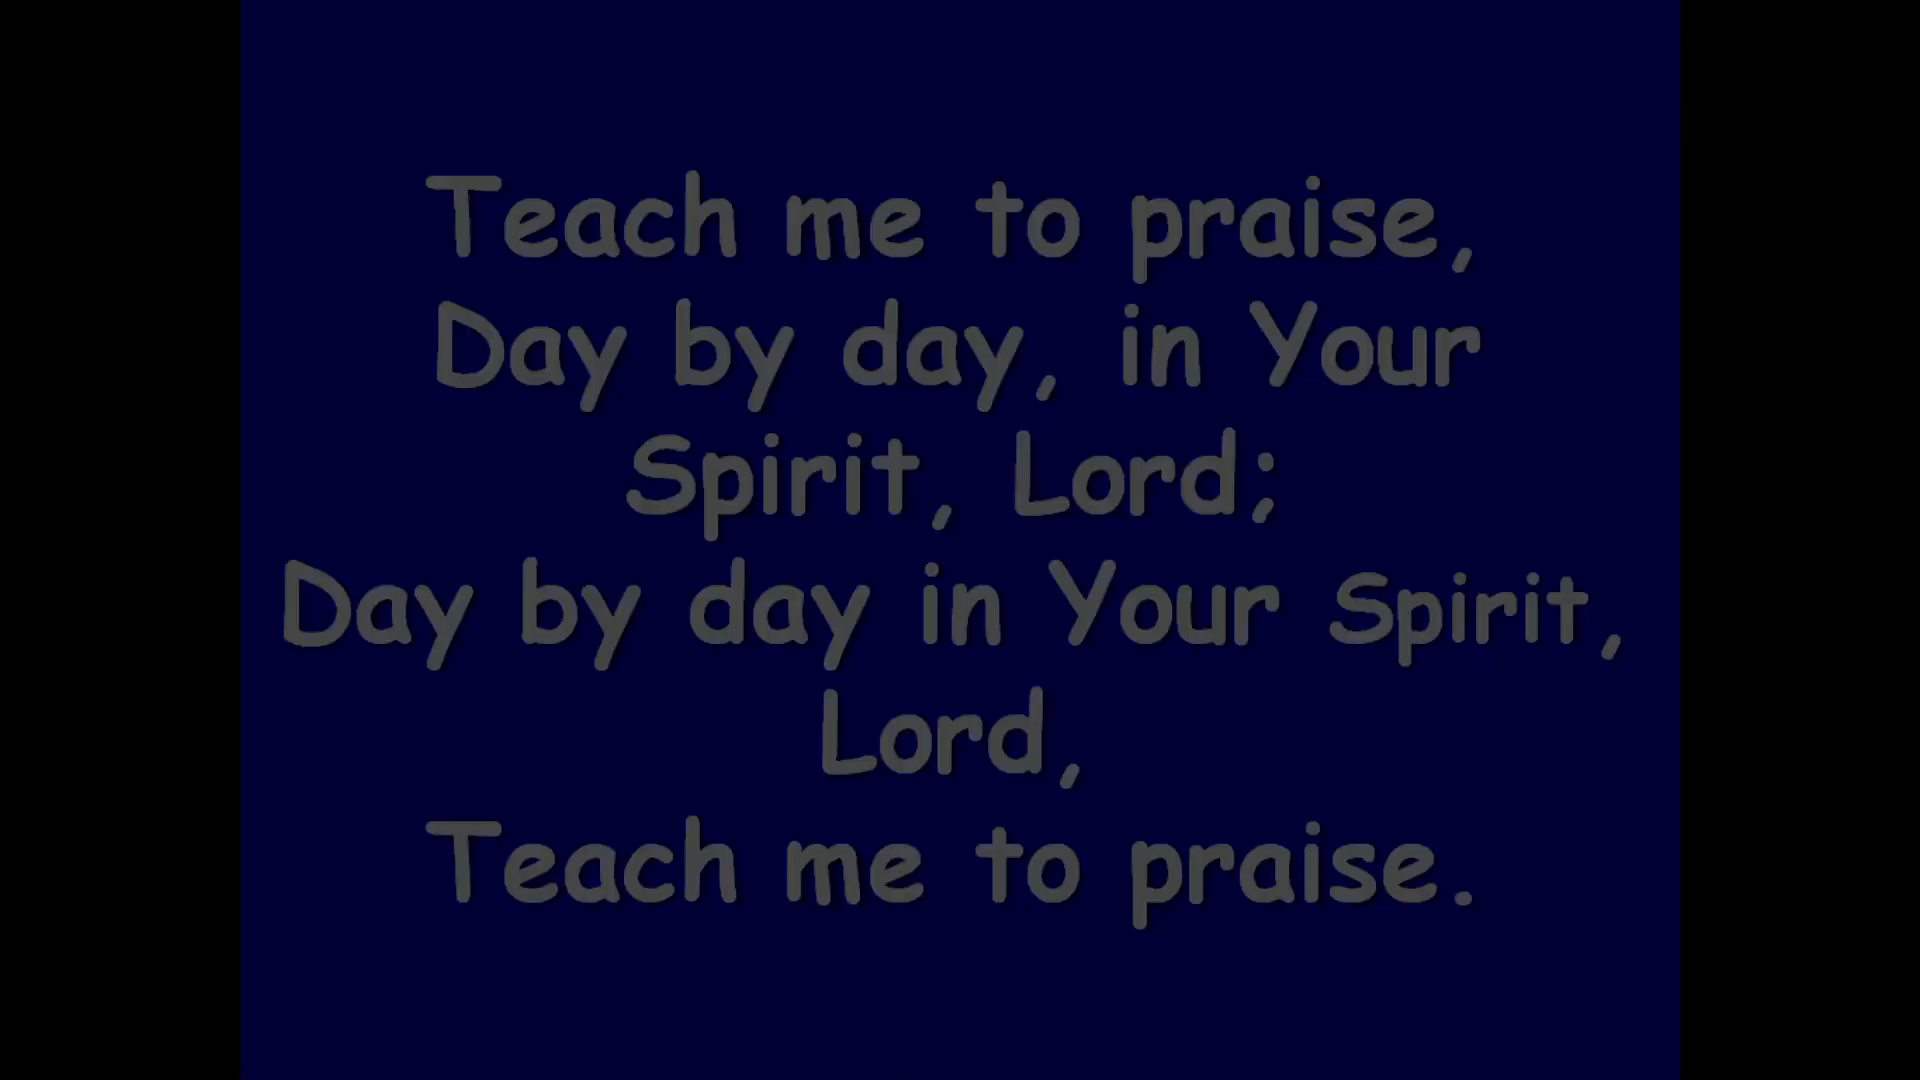 Teach me to praise,
Day by day, in Your
Spirit, Lord;
Day by day in Your Spirit,
Lord,
Teach me to praise.